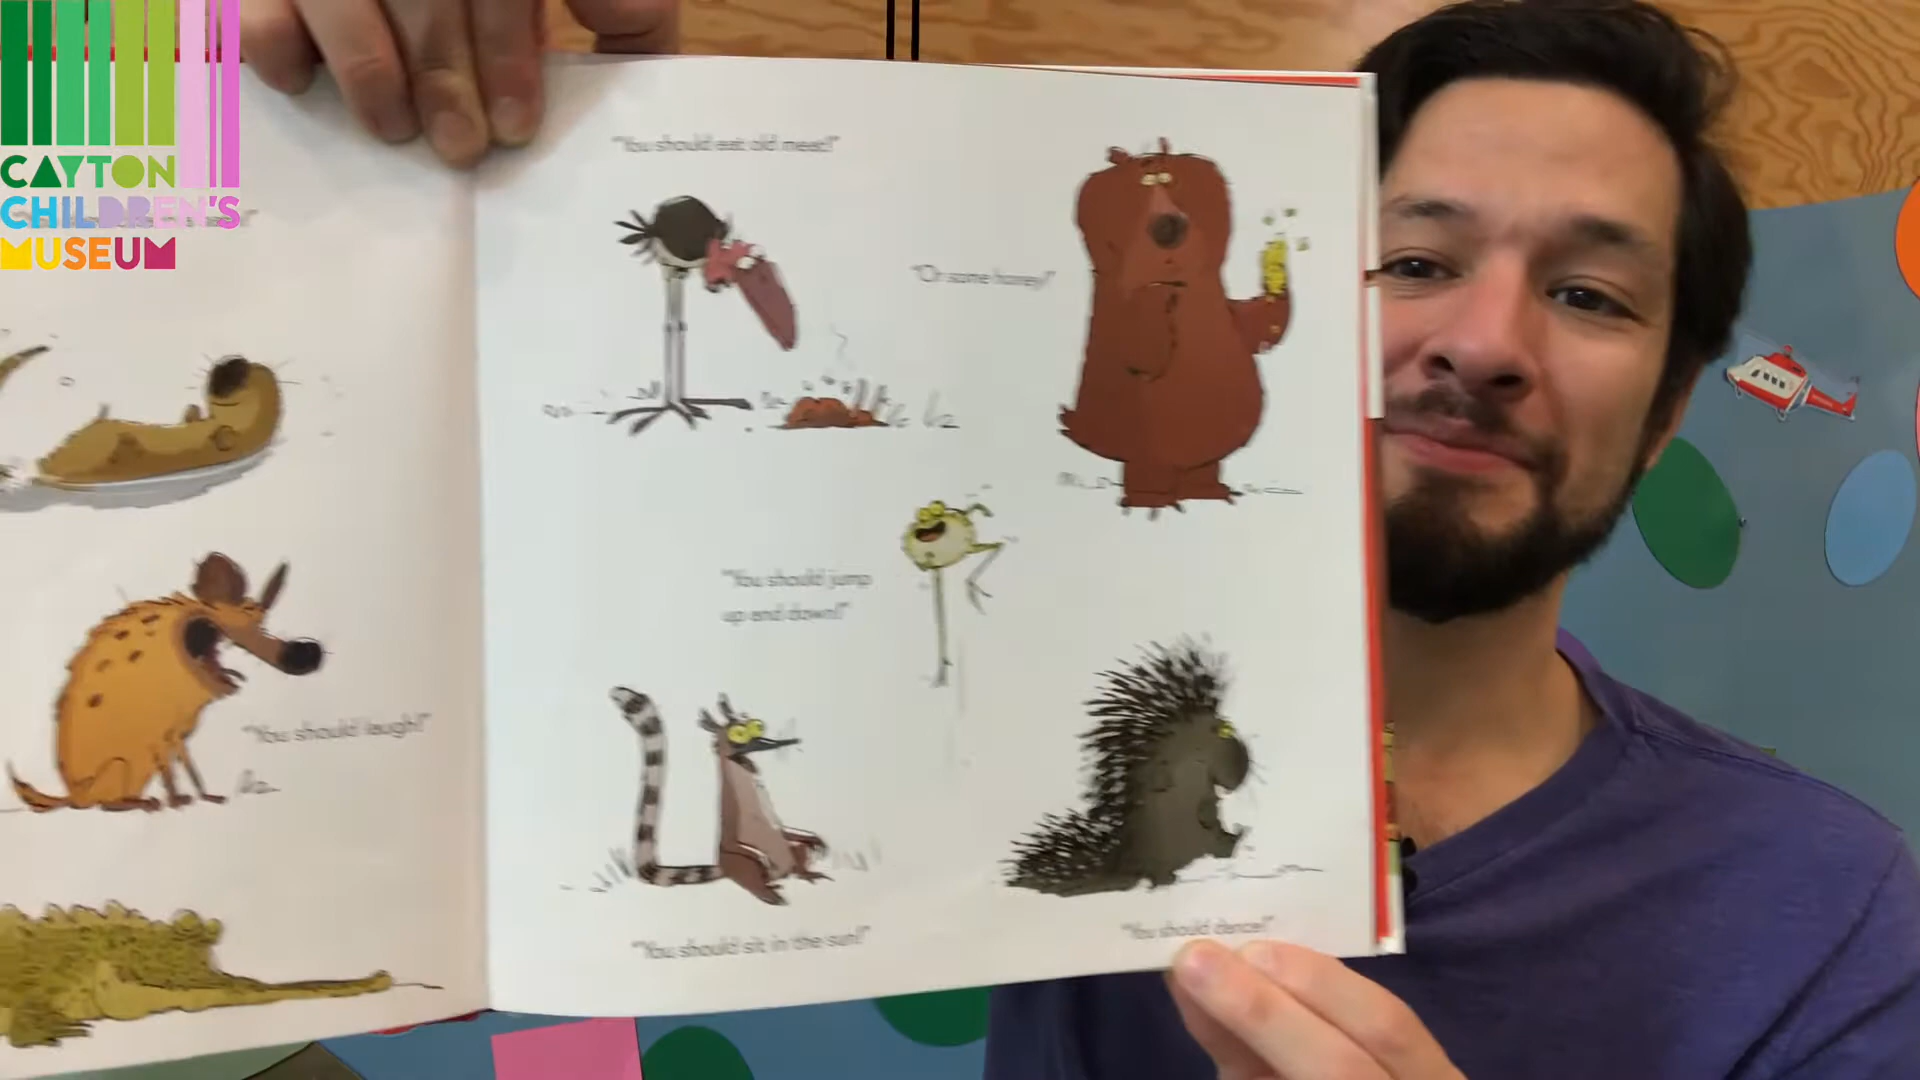 CAYTON
CHILDREN'S
MUSEUM
"You should laugh!"
"You should eat old meat!"
"Or some honey!"
"You should jump
up and down!"
"You should sit in the sun!"
"You should dance!"